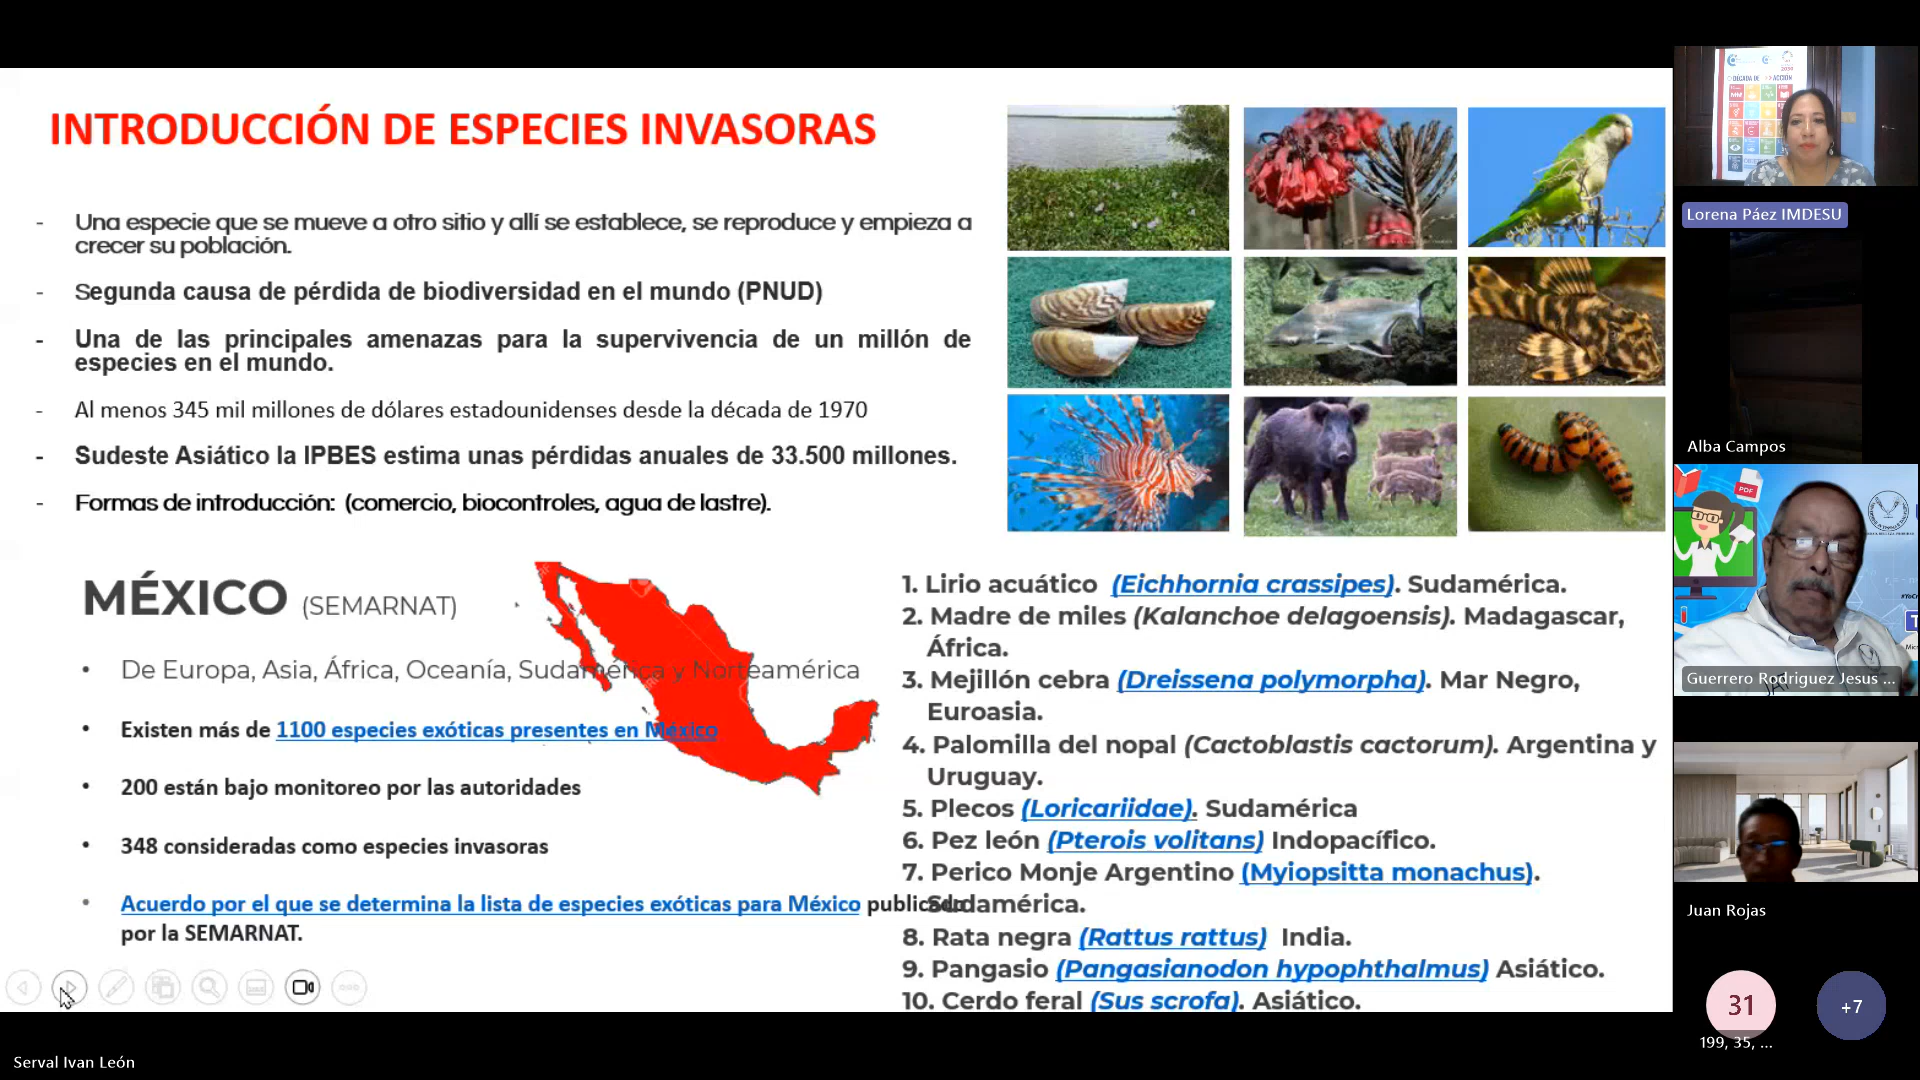 INTRODUCCIÓN DE ESPECIES INVASORAS
- Una especie que se mueve a otro sitio y allí se establece, se reproduce y empieza a
crecer su población.
- Segunda causa de pérdida de biodiversidad en el mundo (PNUD)
- Una de las principales amenazas para la supervivencia de un millón de
especies en el mundo.
- Al menos 345 mil millones de dólares estadounidenses desde la década de 1970
- Sudeste Asiático la IPBES estima unas pérdidas anuales de 33.500 millones.
- Formas de introducción: (comercio, biocontroles, agua de lastre).
MÉXICO (SEMARNAT)
• De Europa, Asia, África, Oceanía, Sudamérica y Norteamérica
• Existen más de 1100 especies exóticas presentes en México
• 200 están bajo monitoreo por las autoridades
• 348 consideradas como especies invasoras
• Acuerdo por el que se determina la lista de especies exóticas para México publicado
por la SEMARNAT.
1. Lirio acuático (Eichhornia crassipes). Sudamérica.
2. Madre de miles (Kalanchoe delagoensis). Madagascar,
África.
3. Mejillón cebra (Dreissena polymorpha). Mar Negro,
Euroasia.
4. Palomilla del nopal (Cactoblastis cactorum). Argentina y
Uruguay.
5. Plecos (Loricariidae). Sudamérica
6. Pez león (Pterois volitans) Indopacífico.
7. Perico Monje Argentino (Myiopsitta monachus).
Sudamérica.
8. Rata negra (Rattus rattus) India.
9. Pangasio (Pangasianodon hypophthalmus) Asiático.
10. Cerdo feral (Sus scrofa). Asiático.
DÉCADA DE ACCIÓN
Lorena Páez IMDESU
Alba Campos
PDF
Guerrero Rodriguez Jesus ...
Juan Rojas
31
+7
199, 35, ...
Serval Ivan León